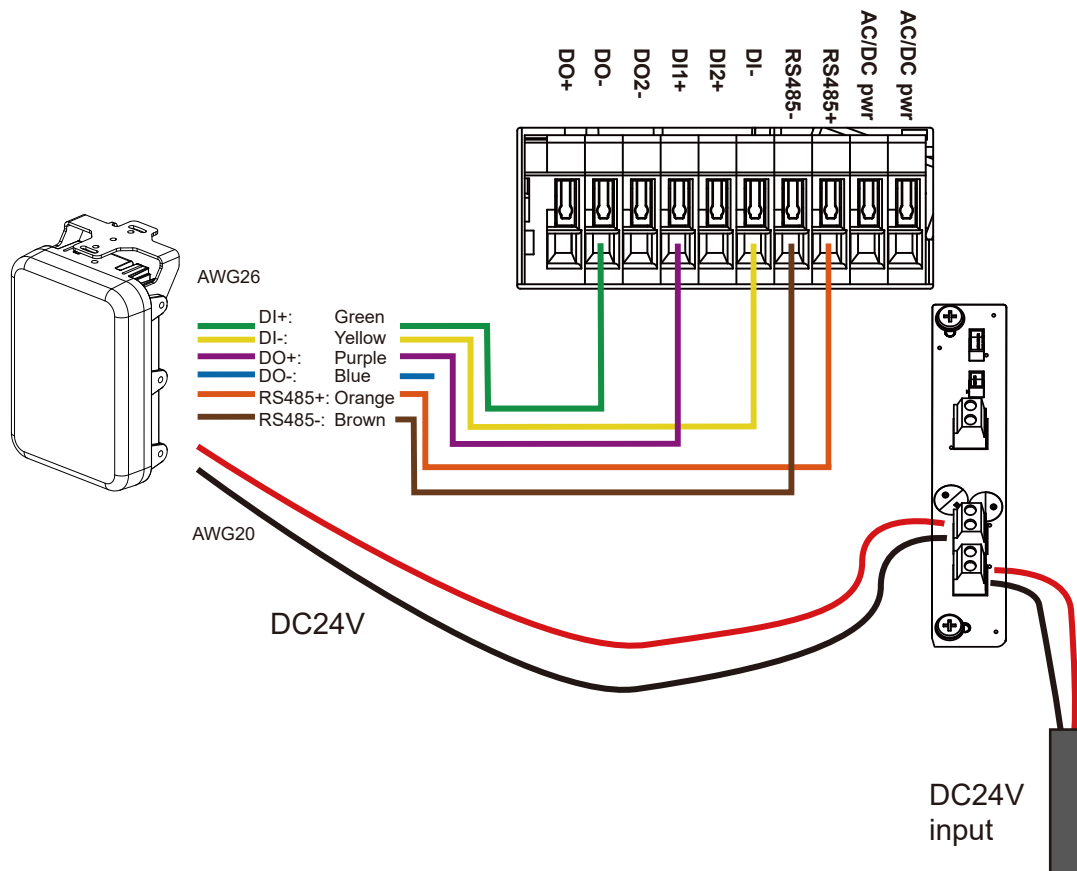 DO+
DO-
DO2-
DI1+
DI2+
DI-
RS485-
RS485+
AC/DC pwr
AC/DC pwr
AWG26
DI+: Green
DI-: Yellow
DO+: Purple
DO-: Blue
RS485+: Orange
RS485-: Brown
AWG20
DC24V
DC24V
input